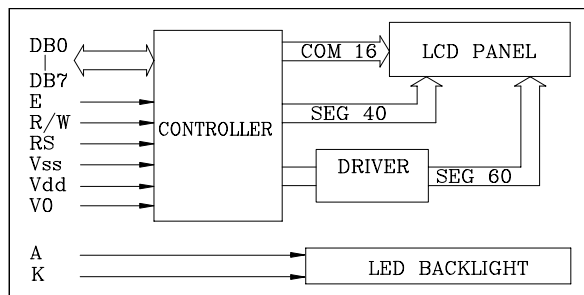 DB0
DB7
E
R/W
RS
Vss
Vdd
V0
CONTROLLER
COM 16
LCD PANEL
SEG 40
DRIVER
SEG 60
A
K
LED BACKLIGHT